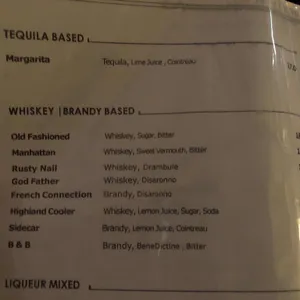 TEQUILA BASED
Margarita Tequila, Lime Juice , Cointreau
WHISKEY | BRANDY BASED
Old Fashioned Whiskey, Sugar, Bitter
Manhattan Whiskey, Sweet Vermouth, Bitter
Rusty Nail Whiskey, Drambuie
God Father Whiskey, Disaronno
French Connection Brandy, Disaronno
Highland Cooler Whiskey, Lemon Juice, Sugar, Soda
Sidecar Brandy, Lemon Juice, Cointreau
B & B Brandy, BeneDictine , Bitter
LIQUEUR MIXED